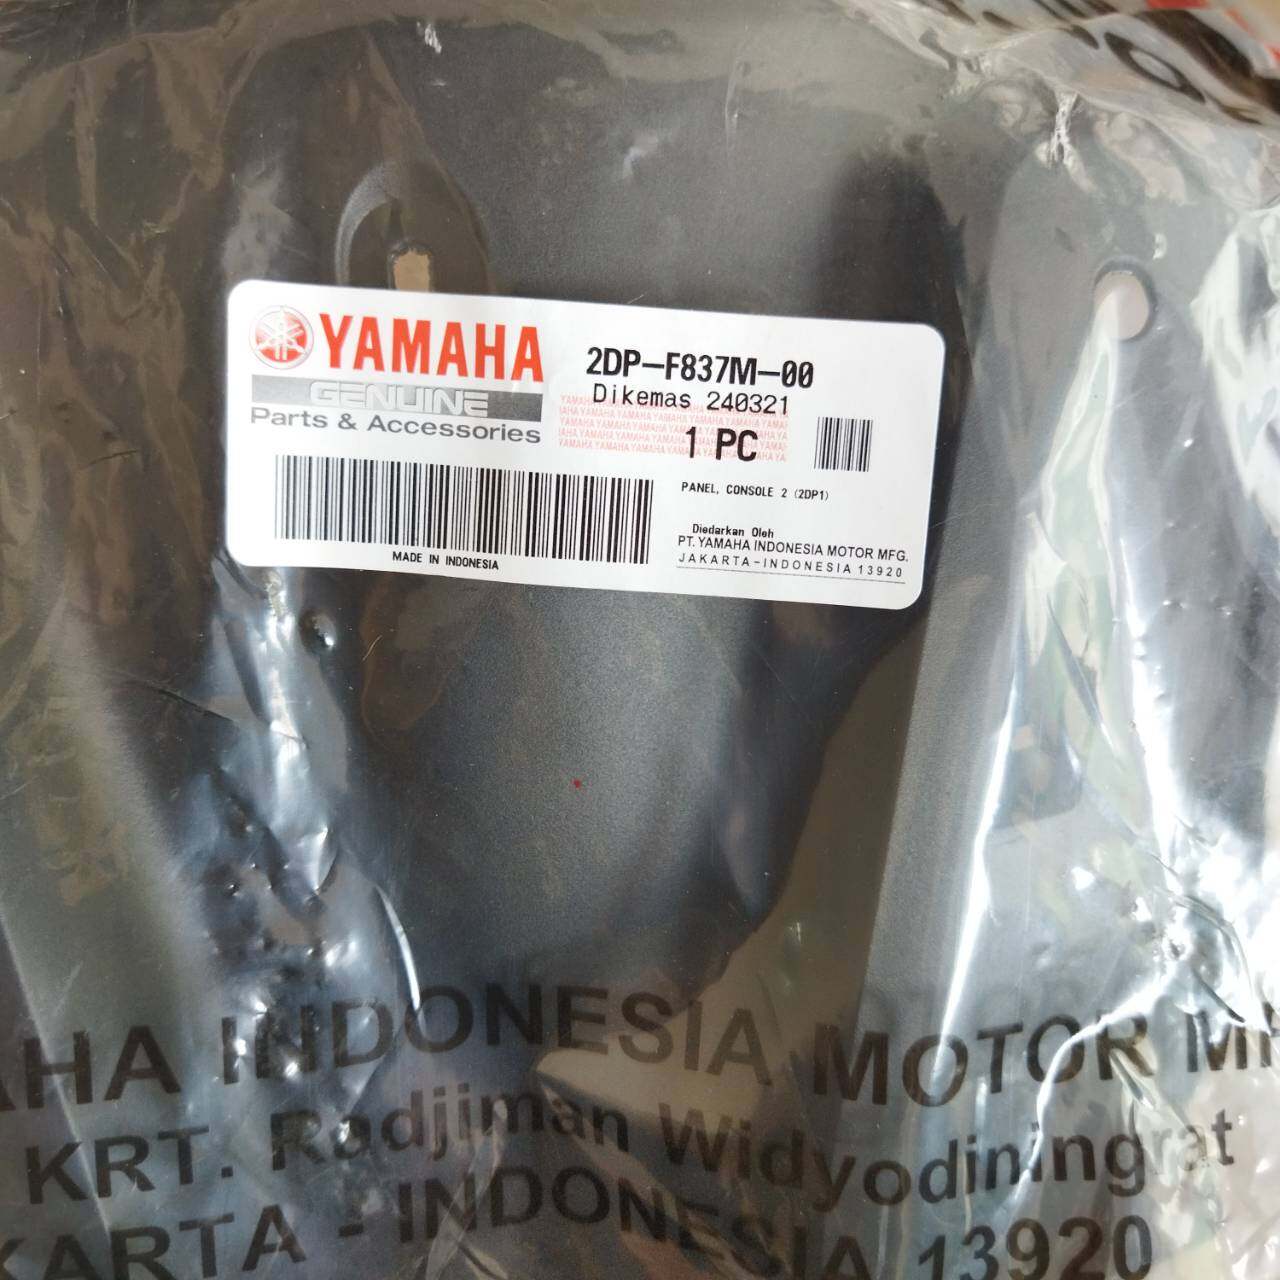 YAMAHA
GENUINE
Parts & Accessories
2DP-F837M-00
Dikemas 240321
1 PC
PANEL, CONSOLE 2 (2DP1)
Diedarkan Oleh
PT. YAMAHA INDONESIA MOTOR MFG.
JAKARTA-INDONESIA 13920
MADE IN INDONESIA
AHA INDONESIA MOTOR M
KRT. Radjiman Widyodiningrat
KARTA - INDONESIA 13920